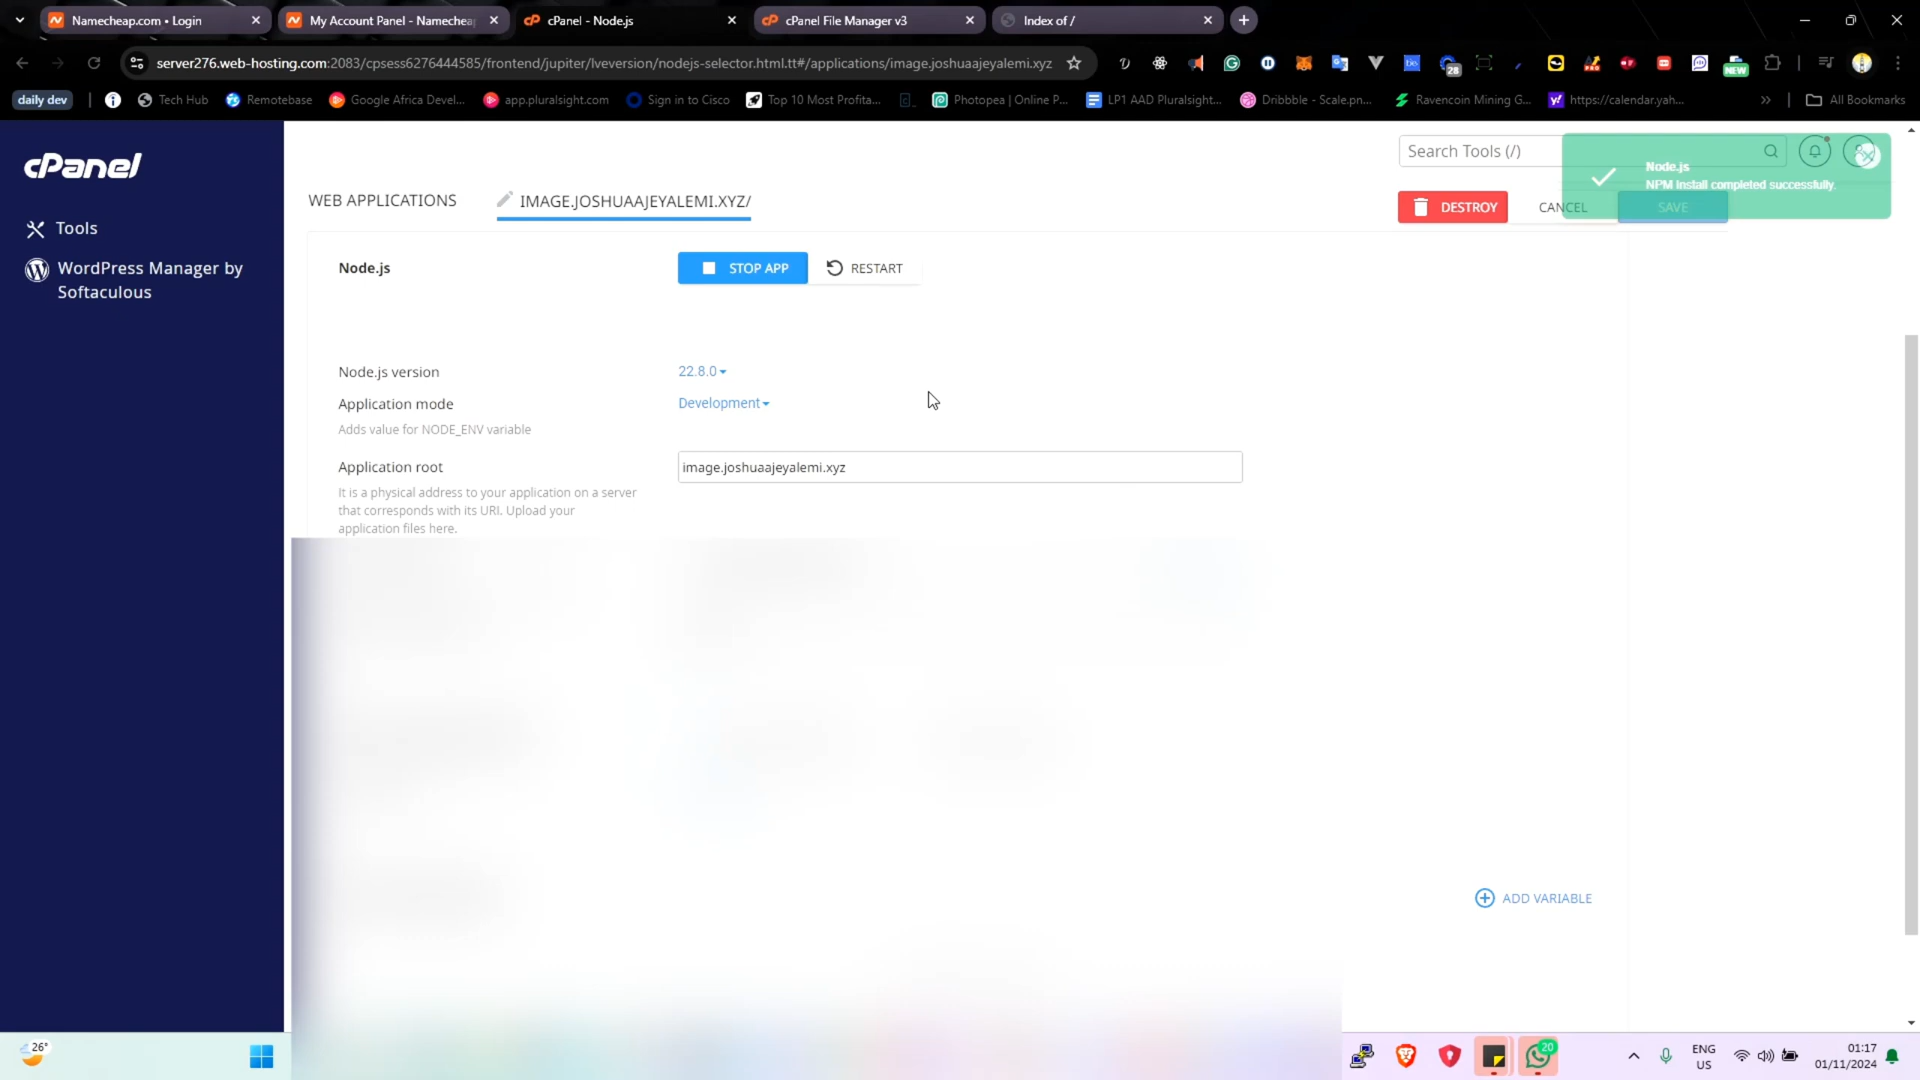 Namecheap.com • Login
My Account Panel - Namecheap
cPanel - Node.js
cPanel File Manager v3
Index of /
server276.web-hosting.com:2083/cpsess6276444585/frontend/jupiter/lveversion/nodejs-selector.html.tt#/applications/image.joshuaajeyalemi.xyz
28
NEW
daily dev
Tech Hub
Remotebase
Google Africa Devel...
app.pluralsight.com
Sign in to Cisco
Top 10 Most Profita...
Photopea | Online P...
LP1 AAD Pluralsight...
Dribbble - Scale.pn...
Ravencoin Mining G...
https://calendar.yah...
All Bookmarks
cPanel
Tools
WordPress Manager by
Softaculous
Search Tools (/)
Node.js
NPM Install completed successfully.
WEB APPLICATIONS
IMAGE.JOSHUAAJEYALEMI.XYZ/
DESTROY
CANCEL
SAVE
Node.js
STOP APP
RESTART
Node.js version
22.8.0
Application mode
Development
Adds value for NODE_ENV variable
Application root
image.joshuaajeyalemi.xyz
It is a physical address to your application on a server
that corresponds with its URI. Upload your
application files here.
ADD VARIABLE
26°
20
ENG
US
01:17
01/11/2024